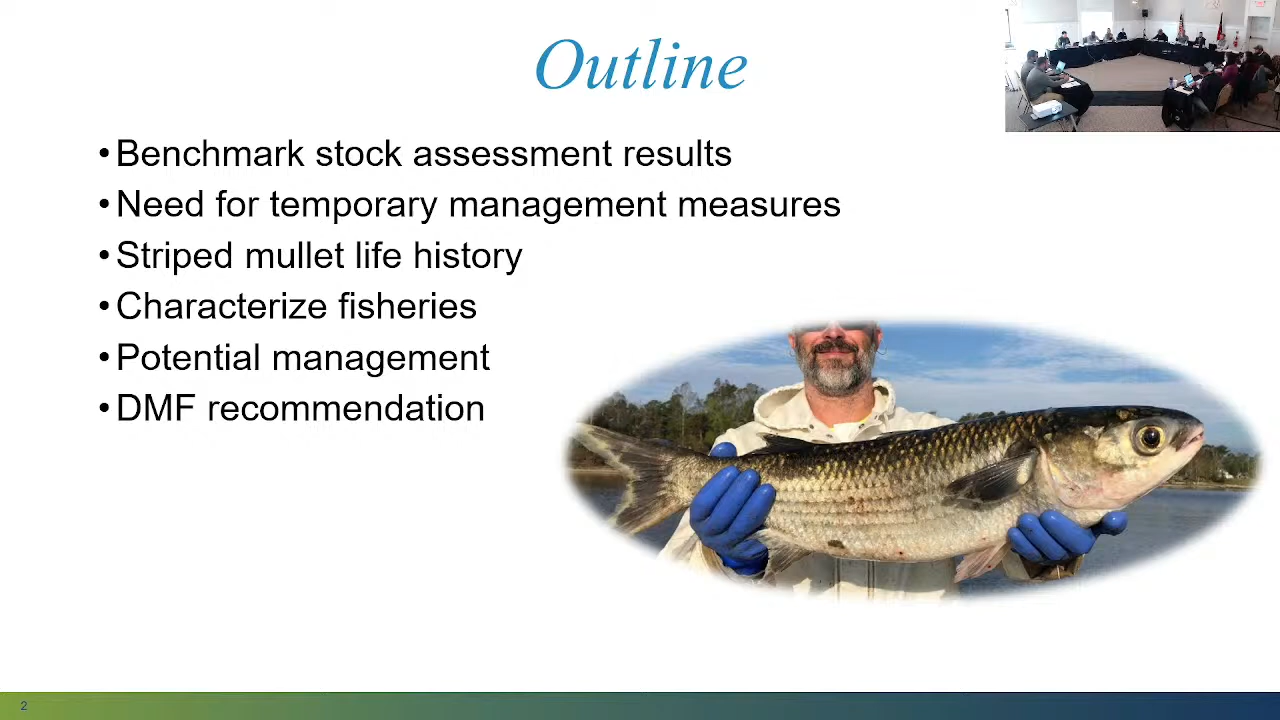 Outline
• Benchmark stock assessment results
• Need for temporary management measures
• Striped mullet life history
• Characterize fisheries
• Potential management
• DMF recommendation
2